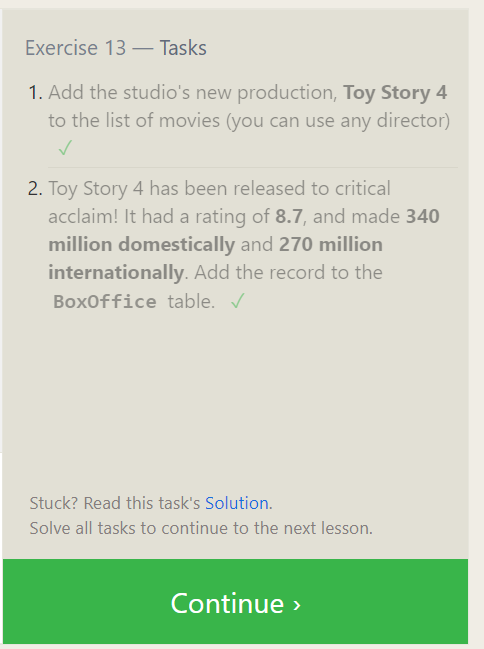 Exercise 13 — Tasks
1. Add the studio's new production, Toy Story 4
to the list of movies (you can use any director)
✓
2. Toy Story 4 has been released to critical
acclaim! It had a rating of 8.7, and made 340
million domestically and 270 million
internationally. Add the record to the
BoxOffice table. ✓
Stuck? Read this task's Solution.
Solve all tasks to continue to the next lesson.
Continue ›